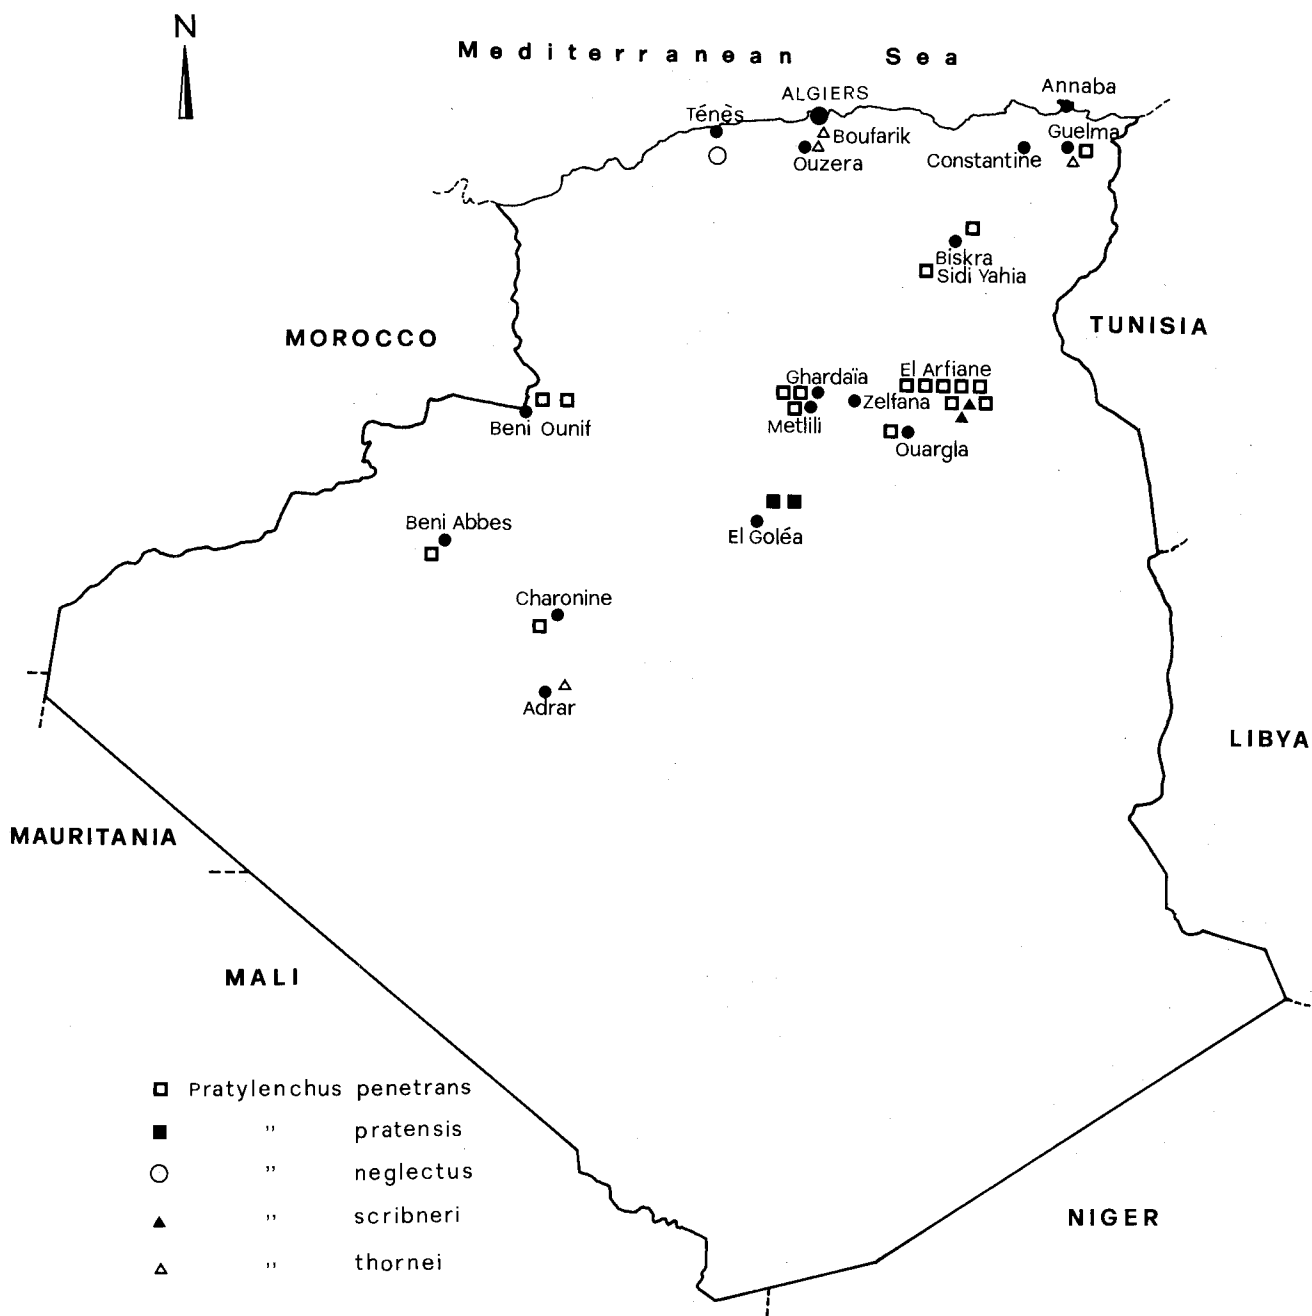 N
Mediterranean Sea
Annaba
ALGIERS
Ténès
Boufarik
Guelma
Ouzera
Constantine
Biskra
Sidi Yahia
MOROCCO
TUNISIA
El Arfiane
Ghardaïa
Zelfana
Metlili
Beni Ounif
Ouargla
Beni Abbes
El Goléa
Charonine
Adrar
LIBYA
MAURITANIA
MALI
Pratylenchus penetrans
" pratensis
" neglectus
" scribneri
" thornei
NIGER